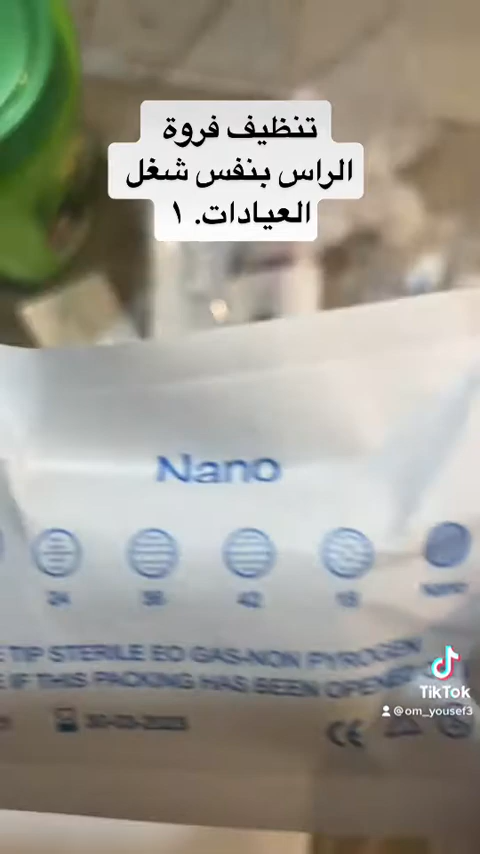 تنظيف فروة
الراس بنفس شغل
العيادات. ١
Nano
24 36 42
TIP STERILE EO GAS-NON PYROGEN
IF THIS PACKING HAS BEEN OPENED
CE
TikTok
@om_yousef3